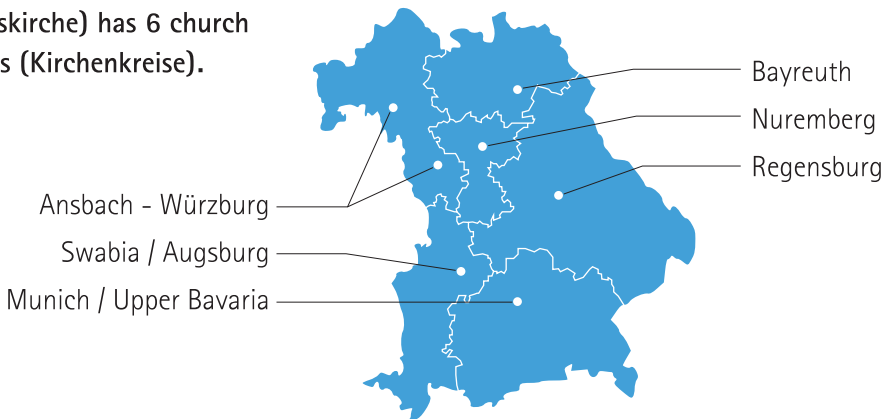 skirche) has 6 church
s (Kirchenkreise).
Bayreuth
Nuremberg
Regensburg
Ansbach - Würzburg
Swabia / Augsburg
Munich / Upper Bavaria